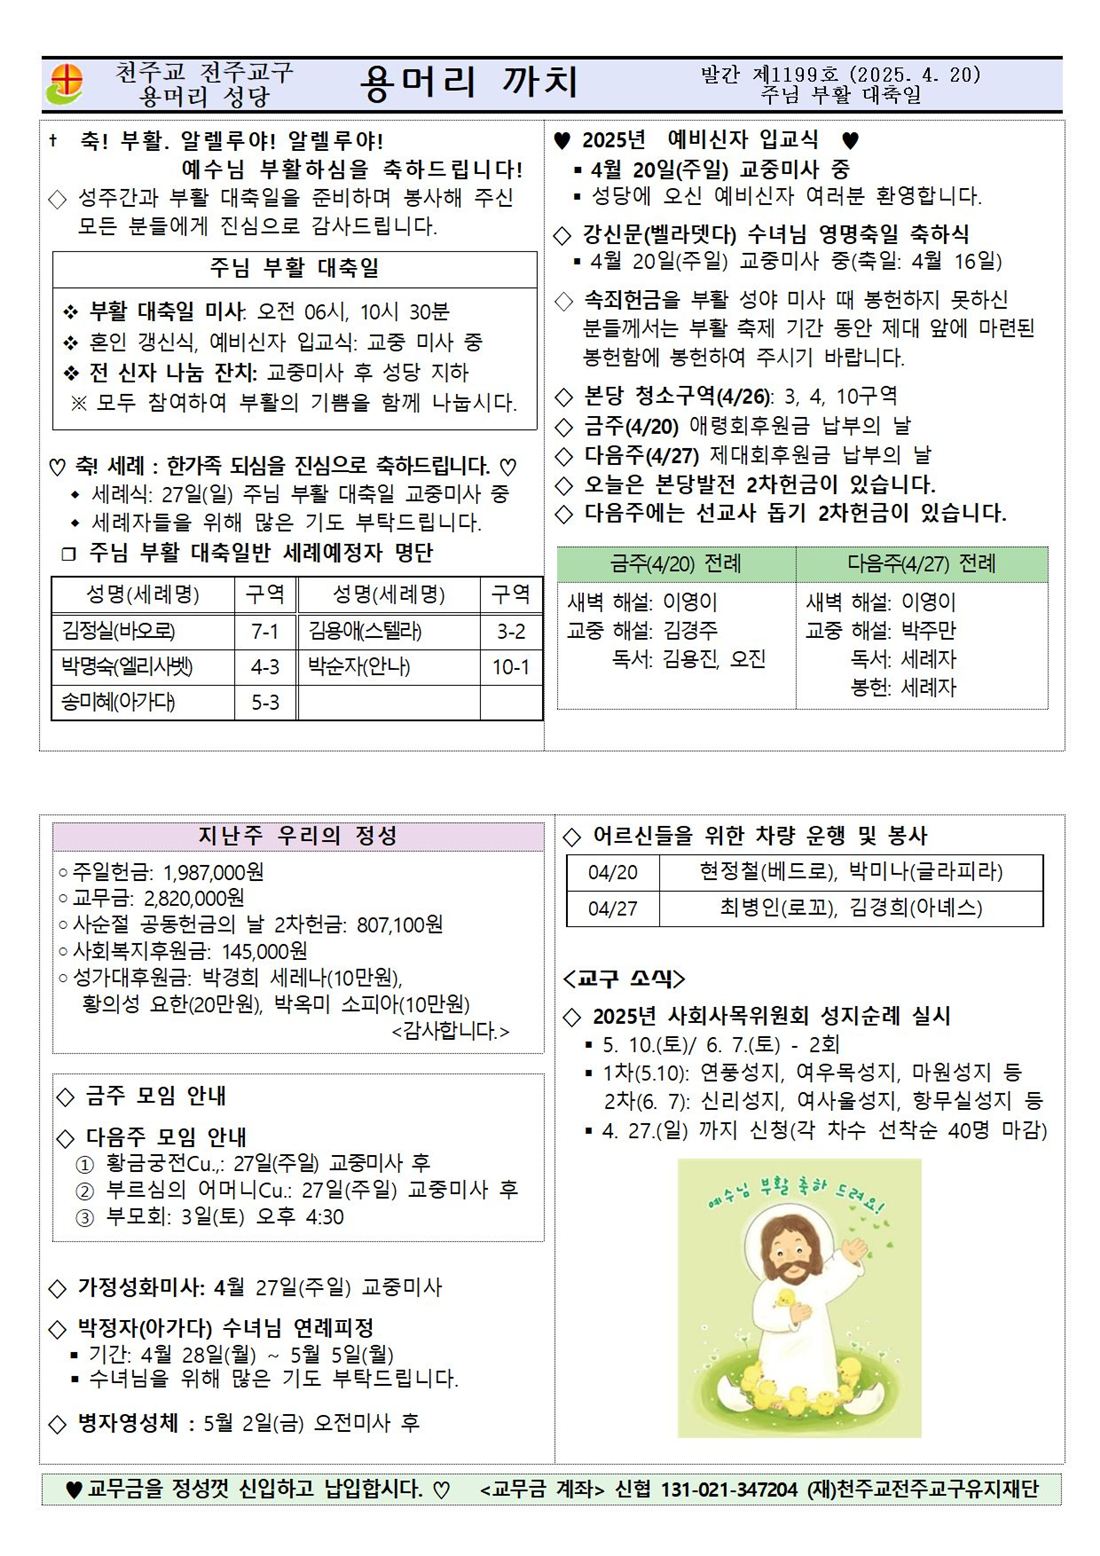 천주교 전주교구
용머리 성당
용머리 까치
발간 제1199호 (2025. 4. 20)
주님 부활 대축일
✝ 축! 부활. 알렐루야! 알렐루야!
예수님 부활하심을 축하드립니다!
◇ 성주간과 부활 대축일을 준비하며 봉사해 주신
모든 분들에게 진심으로 감사드립니다.
주님 부활 대축일
❖ 부활 대축일 미사: 오전 06시, 10시 30분
❖ 혼인 갱신식, 예비신자 입교식: 교중 미사 중
❖ 전 신자 나눔 잔치: 교중미사 후 성당 지하
※ 모두 참여하여 부활의 기쁨을 함께 나눕시다.
♡ 축! 세례 : 한가족 되심을 진심으로 축하드립니다. ♡
◆ 세례식: 27일(일) 주님 부활 대축일 교중미사 중
◆ 세례자들을 위해 많은 기도 부탁드립니다.
❐ 주님 부활 대축일반 세례예정자 명단
성명(세례명) 구역 성명(세례명) 구역
김정실(바오로) 7-1 김용애(스텔라) 3-2
박명숙(엘리사벳) 4-3 박순자(안나) 10-1
송미혜(아가다) 5-3
♥ 2025년 예비신자 입교식 ♥
▪ 4월 20일(주일) 교중미사 중
▪ 성당에 오신 예비신자 여러분 환영합니다.
◇ 강신문(벨라뎃다) 수녀님 영명축일 축하식
▪ 4월 20일(주일) 교중미사 중(축일: 4월 16일)
◇ 속죄헌금을 부활 성야 미사 때 봉헌하지 못하신
분들께서는 부활 축제 기간 동안 제대 앞에 마련된
봉헌함에 봉헌하여 주시기 바랍니다.
◇ 본당 청소구역(4/26): 3, 4, 10구역
◇ 금주(4/20) 애령회후원금 납부의 날
◇ 다음주(4/27) 제대회후원금 납부의 날
◇ 오늘은 본당발전 2차헌금이 있습니다.
◇ 다음주에는 선교사 돕기 2차헌금이 있습니다.
금주(4/20) 전례 다음주(4/27) 전례
새벽 해설: 이영이 새벽 해설: 이영이
교중 해설: 김경주 교중 해설: 박주만
독서: 김용진, 오진 독서: 세례자
봉헌: 세례자
지난주 우리의 정성
○ 주일헌금: 1,987,000원
○ 교무금: 2,820,000원
○ 사순절 공동헌금의 날 2차헌금: 807,100원
○ 사회복지후원금: 145,000원
○ 성가대후원금: 박경희 세레나(10만원),
황의성 요한(20만원), 박옥미 소피아(10만원)
<감사합니다.>
◇ 금주 모임 안내
◇ 다음주 모임 안내
① 황금궁전Cu.,: 27일(주일) 교중미사 후
② 부르심의 어머니Cu.: 27일(주일) 교중미사 후
③ 부모회: 3일(토) 오후 4:30
◇ 가정성화미사: 4월 27일(주일) 교중미사
◇ 박정자(아가다) 수녀님 연례피정
▪ 기간: 4월 28일(월) ~ 5월 5일(월)
▪ 수녀님을 위해 많은 기도 부탁드립니다.
◇ 병자영성체 : 5월 2일(금) 오전미사 후
◇ 어르신들을 위한 차량 운행 및 봉사
04/20 현정철(베드로), 박미나(글라피라)
04/27 최병인(로꼬), 김경희(아네스)
<교구 소식>
◇ 2025년 사회사목위원회 성지순례 실시
▪ 5. 10.(토)/ 6. 7.(토) - 2회
▪ 1차(5.10): 연풍성지, 여우목성지, 마원성지 등
2차(6. 7): 신리성지, 여사울성지, 항무실성지 등
▪ 4. 27.(일) 까지 신청(각 차수 선착순 40명 마감)
예수님 부활 축하 드려요!
♥ 교무금을 정성껏 신입하고 납입합시다. ♡ <교무금 계좌> 신협 131-021-347204 (재)천주교전주교구유지재단